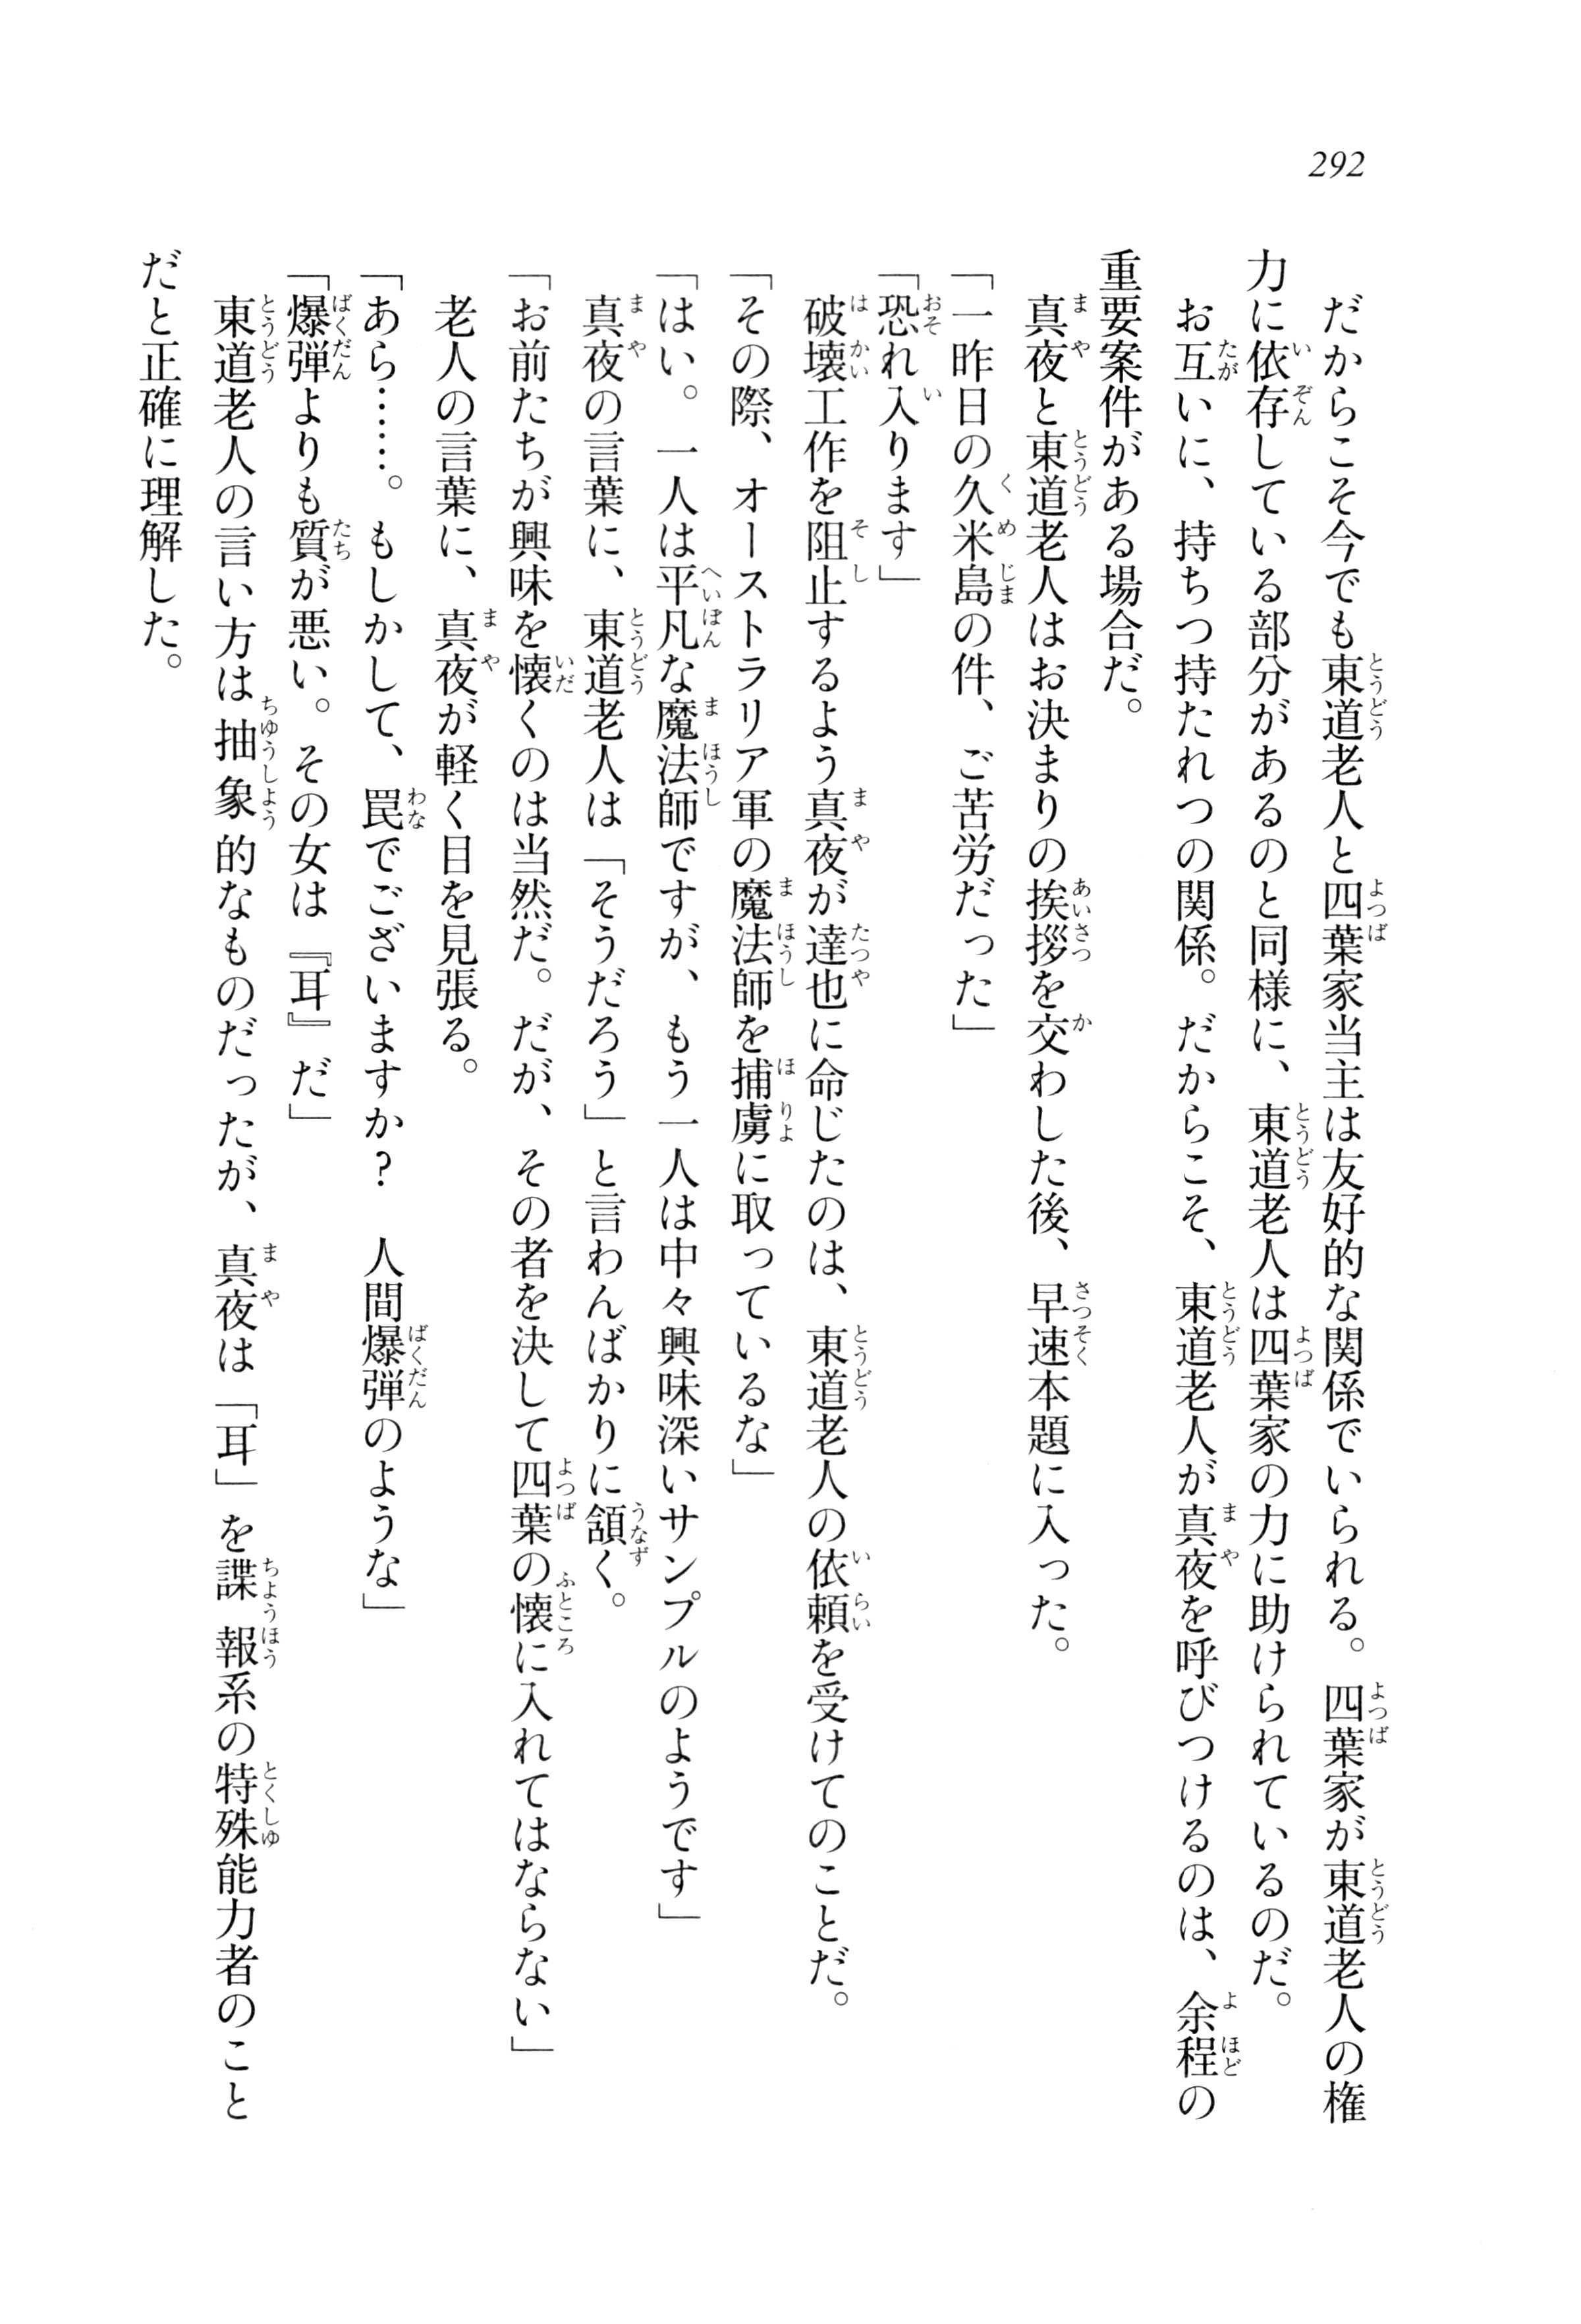 292
だからこそ今でも東道老人と四葉家当主は友好的な関係でいられる。四葉家が東道老人の権
力に依存している部分があるのと同様に、東道老人は四葉家の力に助けられているのだ。
お互いに、持ちつ持たれつの関係。だからこそ、東道老人が真夜を呼びつけるのは、余程の
重要案件がある場合だ。
真夜と東道老人はお決まりの挨拶を交わした後、早速本題に入った。
「一昨日の久米島の件、ご苦労だった」
「恐れ入ります」
破壊工作を阻止するよう真夜が達也に命じたのは、東道老人の依頼を受けてのことだ。
「その際、オーストラリア軍の魔法師を捕虜に取っているな」
「はい。一人は平凡な魔法師ですが、もう一人は中々興味深いサンプルのようです」
真夜の言葉に、東道老人は「そうだろう」と言わんばかりに頷く。
「お前たちが興味を懐くのは当然だ。だが、その者を決して四葉の懐に入れてはならない」
老人の言葉に、真夜が軽く目を見張る。
「あら……。もしかして、罠でございますか？　人間爆弾のような」
「爆弾よりも質が悪い。その女は『耳』だ」
東道老人の言い方は抽象的なものだったが、真夜は「耳」を諜報系の特殊能力者のこと
だと正確に理解した。